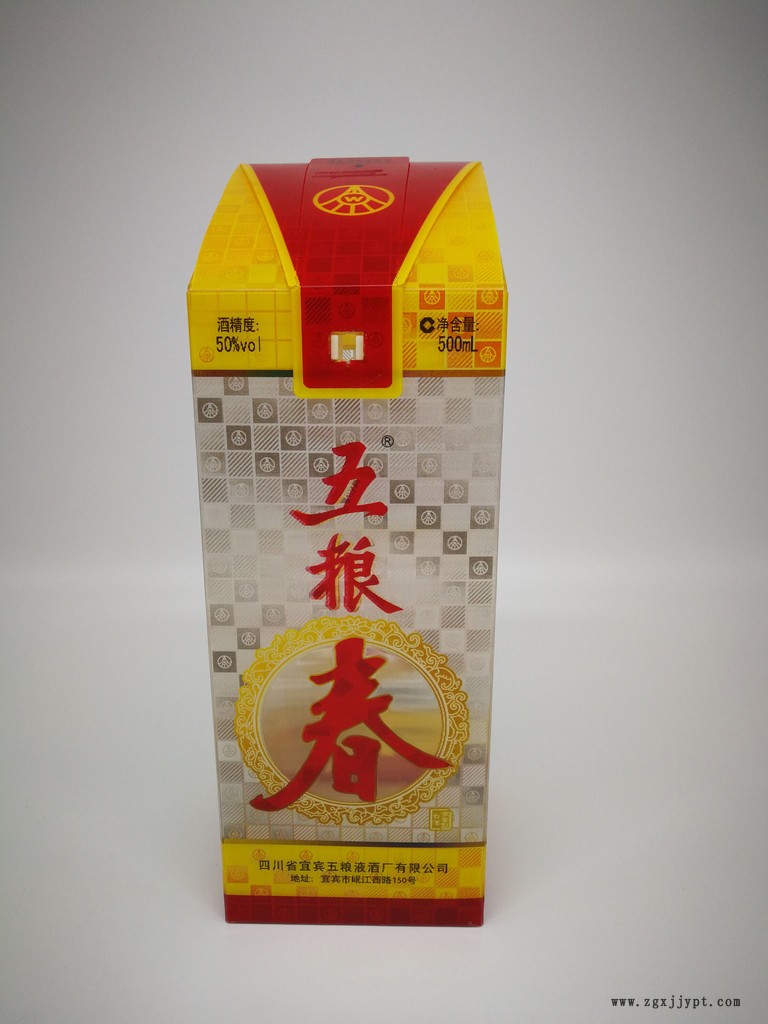 W
酒精度:
50%vol
净含量:
500mL
五
粮
春
®
四川省宜宾五粮液酒厂有限公司
地址: 宜宾市岷江西路150号
www.zgxjjypt.com